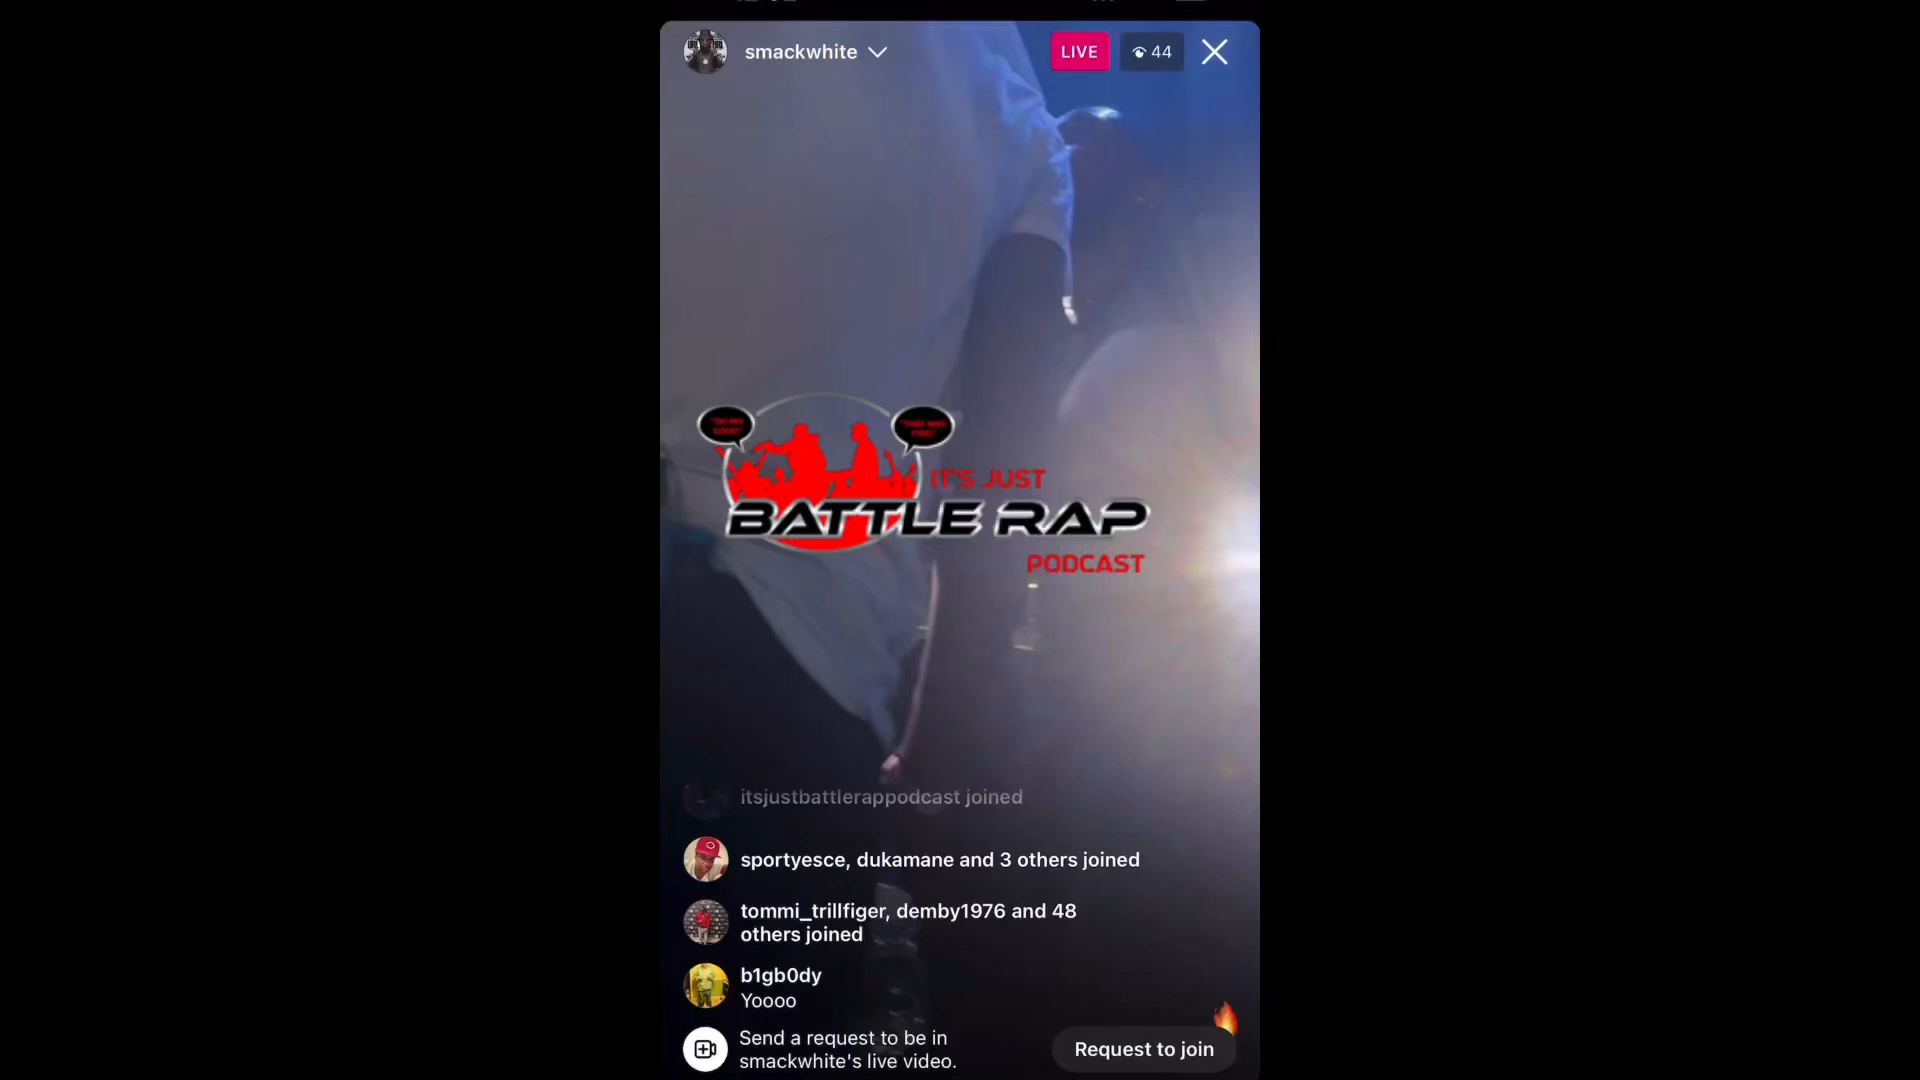 smackwhite
LIVE
44
IT'S JUST
BATTLE RAP
PODCAST
itsjustbattlerappodcast joined
sportyesce, dukamane and 3 others joined
tommi_trillfiger, demby1976 and 48
others joined
b1gb0dy
Yoooo
Send a request to be in
smackwhite's live video.
Request to join